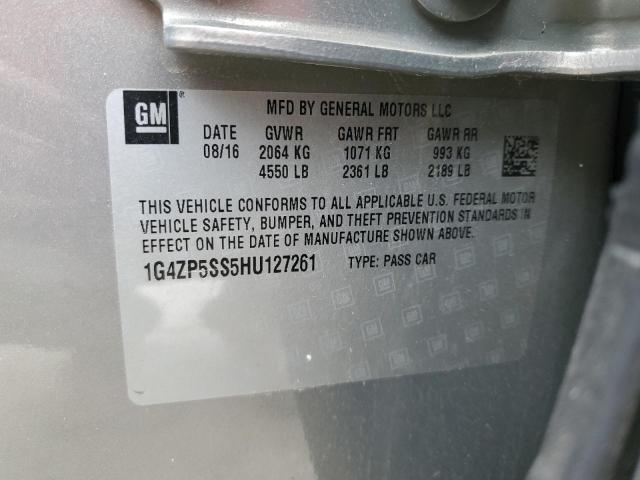 GM ®
MFD BY GENERAL MOTORS LLC
DATE GVWR GAWR FRT GAWR RR
08/16 2064 KG 1071 KG 993 KG
4550 LB 2361 LB 2189 LB
THIS VEHICLE CONFORMS TO ALL APPLICABLE U.S. FEDERAL MOTOR
VEHICLE SAFETY, BUMPER, AND THEFT PREVENTION STANDARDS IN
EFFECT ON THE DATE OF MANUFACTURE SHOWN ABOVE.
1G4ZP5SS5HU127261 TYPE: PASS CAR